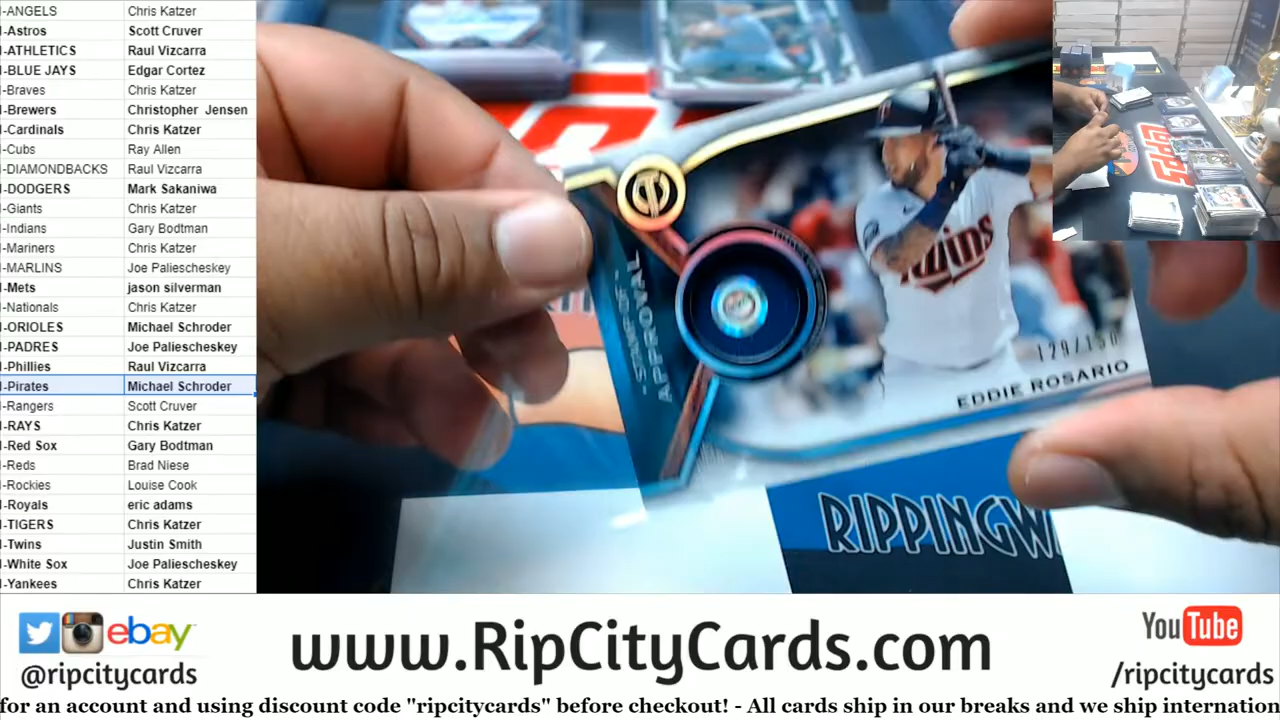 I-ANGELS Chris Katzer
I-Astros Scott Cruver
I-ATHLETICS Raul Vizcarra
I-BLUE JAYS Edgar Cortez
I-Braves Chris Katzer
I-Brewers Christopher Jensen
I-Cardinals Chris Katzer
I-Cubs Ray Allen
I-DIAMONDBACKS Raul Vizcarra
I-DODGERS Mark Sakaniwa
I-Giants Chris Katzer
I-Indians Gary Bodtman
I-Mariners Chris Katzer
I-MARLINS Joe Paliescheskey
I-Mets jason silverman
I-Nationals Chris Katzer
I-ORIOLES Michael Schroder
I-PADRES Joe Paliescheskey
I-Phillies Raul Vizcarra
I-Pirates Michael Schroder
I-Rangers Scott Cruver
I-RAYS Chris Katzer
I-Red Sox Gary Bodtman
I-Reds Brad Niese
I-Rockies Louise Cook
I-Royals eric adams
I-TIGERS Chris Katzer
I-Twins Justin Smith
I-White Sox Joe Paliescheskey
I-Yankees Chris Katzer
STAMP OF
APPROVAL
Twins
129/150
EDDIE ROSARIO
RIPPINGW
TOPPS
ebay
@ripcitycards
www.RipCityCards.com
YouTube
/ripcitycards
for an account and using discount code "ripcitycards" before checkout! - All cards ship in our breaks and we ship internation